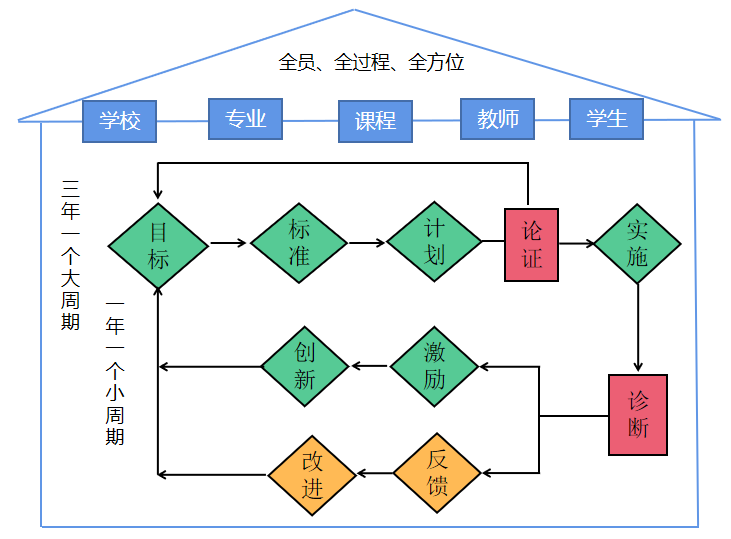 全员、全过程、全方位
学校
专业
课程
教师
学生
三年一个大周期
一年一个小周期
目标
标准
计划
论证
实施
创新
激励
诊断
改进
反馈